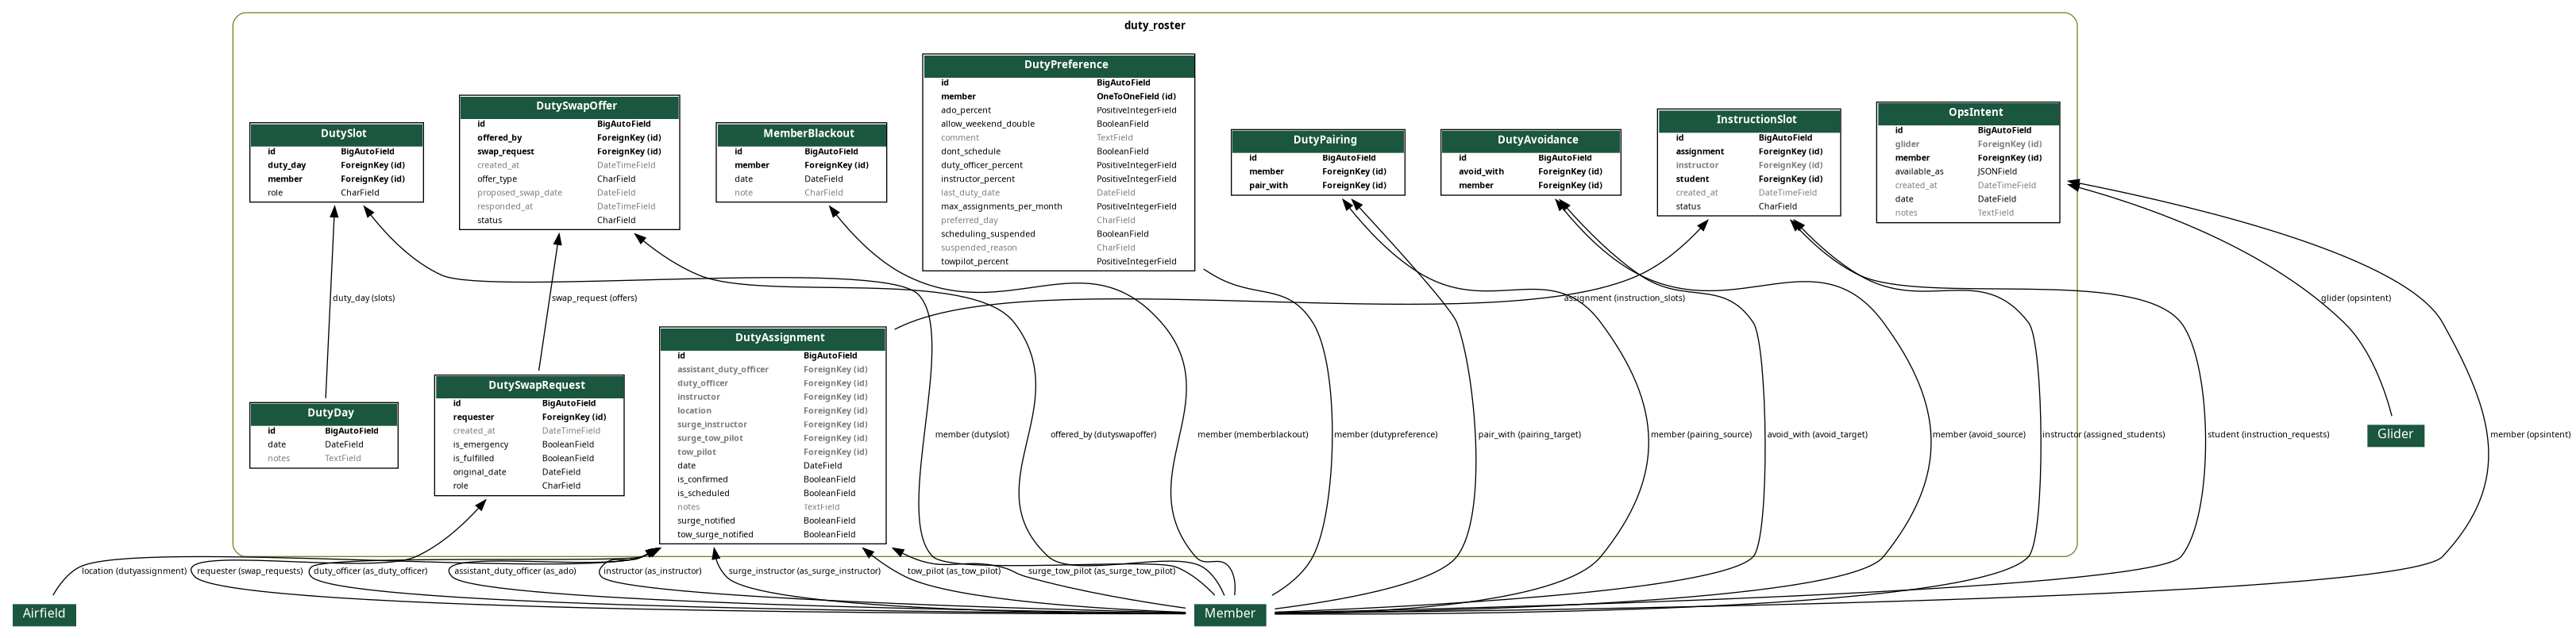 duty_roster
DutyPreference
id BigAutoField
member OneToOneField (id)
ado_percent PositiveIntegerField
allow_weekend_double BooleanField
comment TextField
dont_schedule BooleanField
duty_officer_percent PositiveIntegerField
instructor_percent PositiveIntegerField
last_duty_date DateField
max_assignments_per_month PositiveIntegerField
preferred_day CharField
scheduling_suspended BooleanField
suspended_reason CharField
towpilot_percent PositiveIntegerField
DutySlot
id BigAutoField
duty_day ForeignKey (id)
member ForeignKey (id)
role CharField
DutySwapOffer
id BigAutoField
offered_by ForeignKey (id)
swap_request ForeignKey (id)
created_at DateTimeField
offer_type CharField
proposed_swap_date DateField
responded_at DateTimeField
status CharField
MemberBlackout
id BigAutoField
member ForeignKey (id)
date DateField
note CharField
DutyPairing
id BigAutoField
member ForeignKey (id)
pair_with ForeignKey (id)
DutyAvoidance
id BigAutoField
avoid_with ForeignKey (id)
member ForeignKey (id)
InstructionSlot
id BigAutoField
assignment ForeignKey (id)
instructor ForeignKey (id)
student ForeignKey (id)
created_at DateTimeField
status CharField
OpsIntent
id BigAutoField
glider ForeignKey (id)
member ForeignKey (id)
available_as JSONField
created_at DateTimeField
date DateField
notes TextField
duty_day (slots)
swap_request (offers)
assignment (instruction_slots)
glider (opsintent)
DutyDay
id BigAutoField
date DateField
notes TextField
DutySwapRequest
id BigAutoField
requester ForeignKey (id)
created_at DateTimeField
is_emergency BooleanField
is_fulfilled BooleanField
original_date DateField
role CharField
DutyAssignment
id BigAutoField
assistant_duty_officer ForeignKey (id)
duty_officer ForeignKey (id)
instructor ForeignKey (id)
location ForeignKey (id)
surge_instructor ForeignKey (id)
surge_tow_pilot ForeignKey (id)
tow_pilot ForeignKey (id)
date DateField
is_confirmed BooleanField
is_scheduled BooleanField
notes TextField
surge_notified BooleanField
tow_surge_notified BooleanField
member (dutyslot)
offered_by (dutyswapoffer)
member (memberblackout)
member (dutypreference)
pair_with (pairing_target)
member (pairing_source)
avoid_with (avoid_target)
member (avoid_source)
instructor (assigned_students)
student (instruction_requests)
Glider
member (opsintent)
location (dutyassignment)
requester (swap_requests)
duty_officer (as_duty_officer)
assistant_duty_officer (as_ado)
instructor (as_instructor)
surge_instructor (as_surge_instructor)
tow_pilot (as_tow_pilot)
surge_tow_pilot (as_surge_tow_pilot)
Airfield
Member